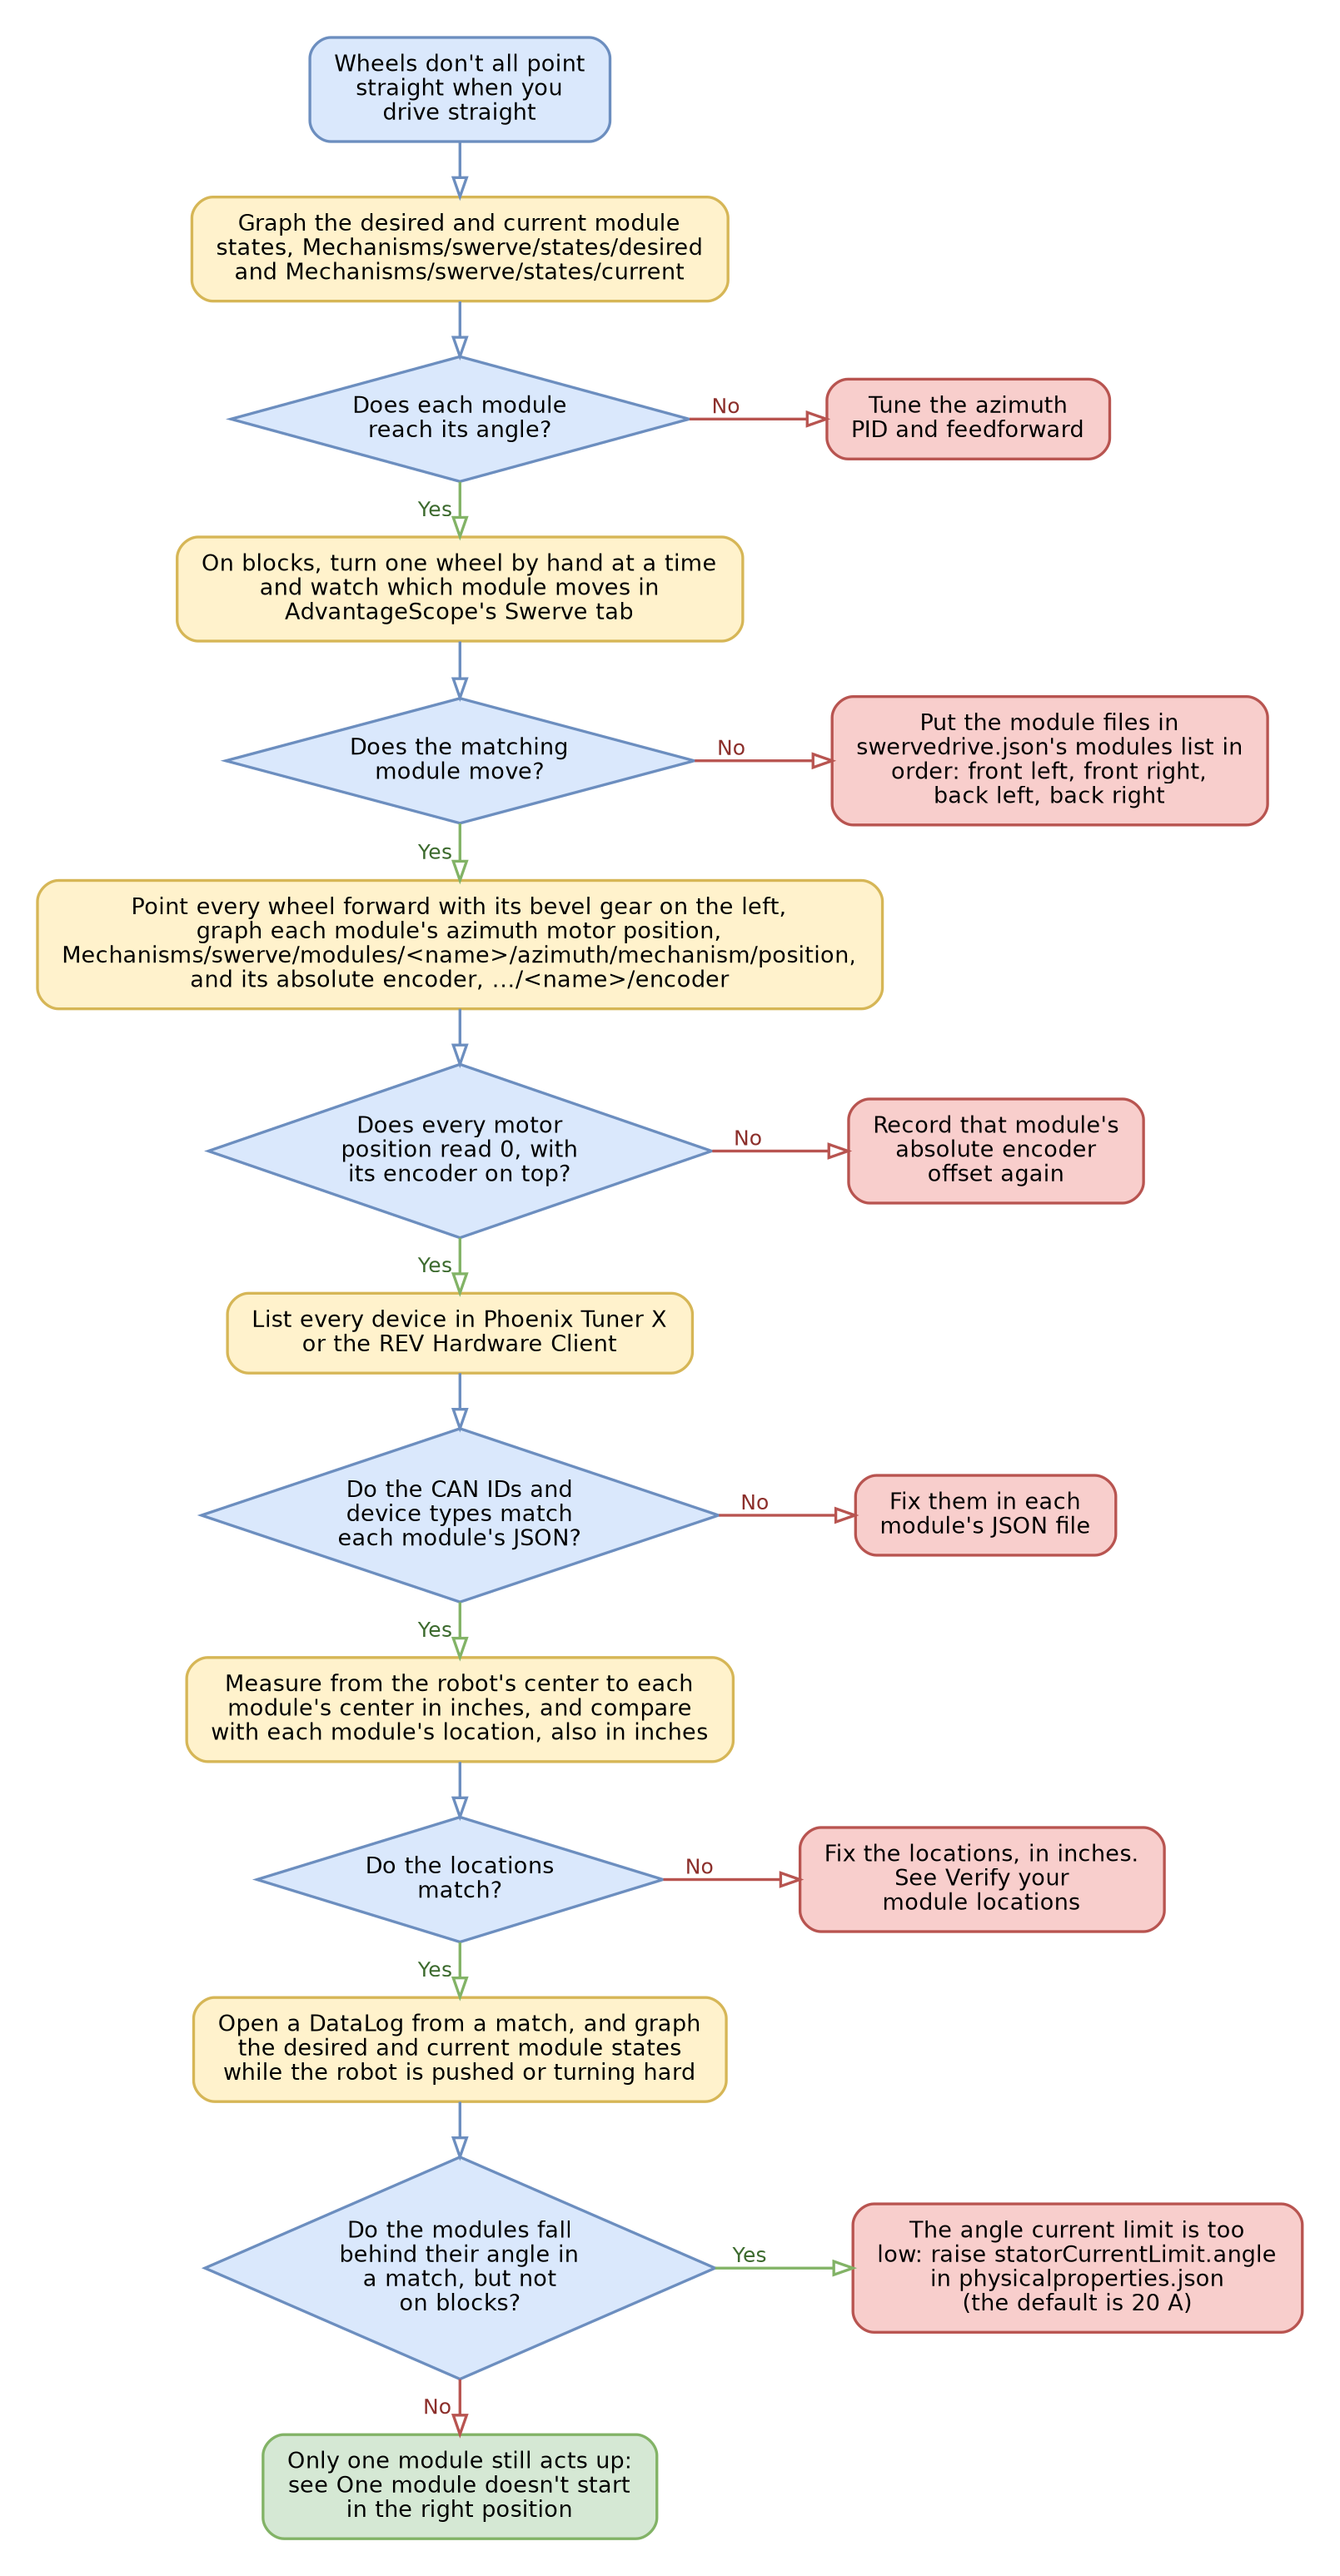 Wheels don't all point
straight when you
drive straight
Graph the desired and current module
states, Mechanisms/swerve/states/desired
and Mechanisms/swerve/states/current
Does each module
reach its angle?
No
Tune the azimuth
PID and feedforward
Yes
On blocks, turn one wheel by hand at a time
and watch which module moves in
AdvantageScope's Swerve tab
Does the matching
module move?
No
Put the module files in
swervedrive.json's modules list in
order: front left, front right,
back left, back right
Yes
Point every wheel forward with its bevel gear on the left,
graph each module's azimuth motor position,
Mechanisms/swerve/modules/<name>/azimuth/mechanism/position,
and its absolute encoder, …/<name>/encoder
Does every motor
position read 0, with
its encoder on top?
No
Record that module's
absolute encoder
offset again
Yes
List every device in Phoenix Tuner X
or the REV Hardware Client
Do the CAN IDs and
device types match
each module's JSON?
No
Fix them in each
module's JSON file
Yes
Measure from the robot's center to each
module's center in inches, and compare
with each module's location, also in inches
Do the locations
match?
No
Fix the locations, in inches.
See Verify your
module locations
Yes
Open a DataLog from a match, and graph
the desired and current module states
while the robot is pushed or turning hard
Do the modules fall
behind their angle in
a match, but not
on blocks?
Yes
The angle current limit is too
low: raise statorCurrentLimit.angle
in physicalproperties.json
(the default is 20 A)
No
Only one module still acts up:
see One module doesn't start
in the right position